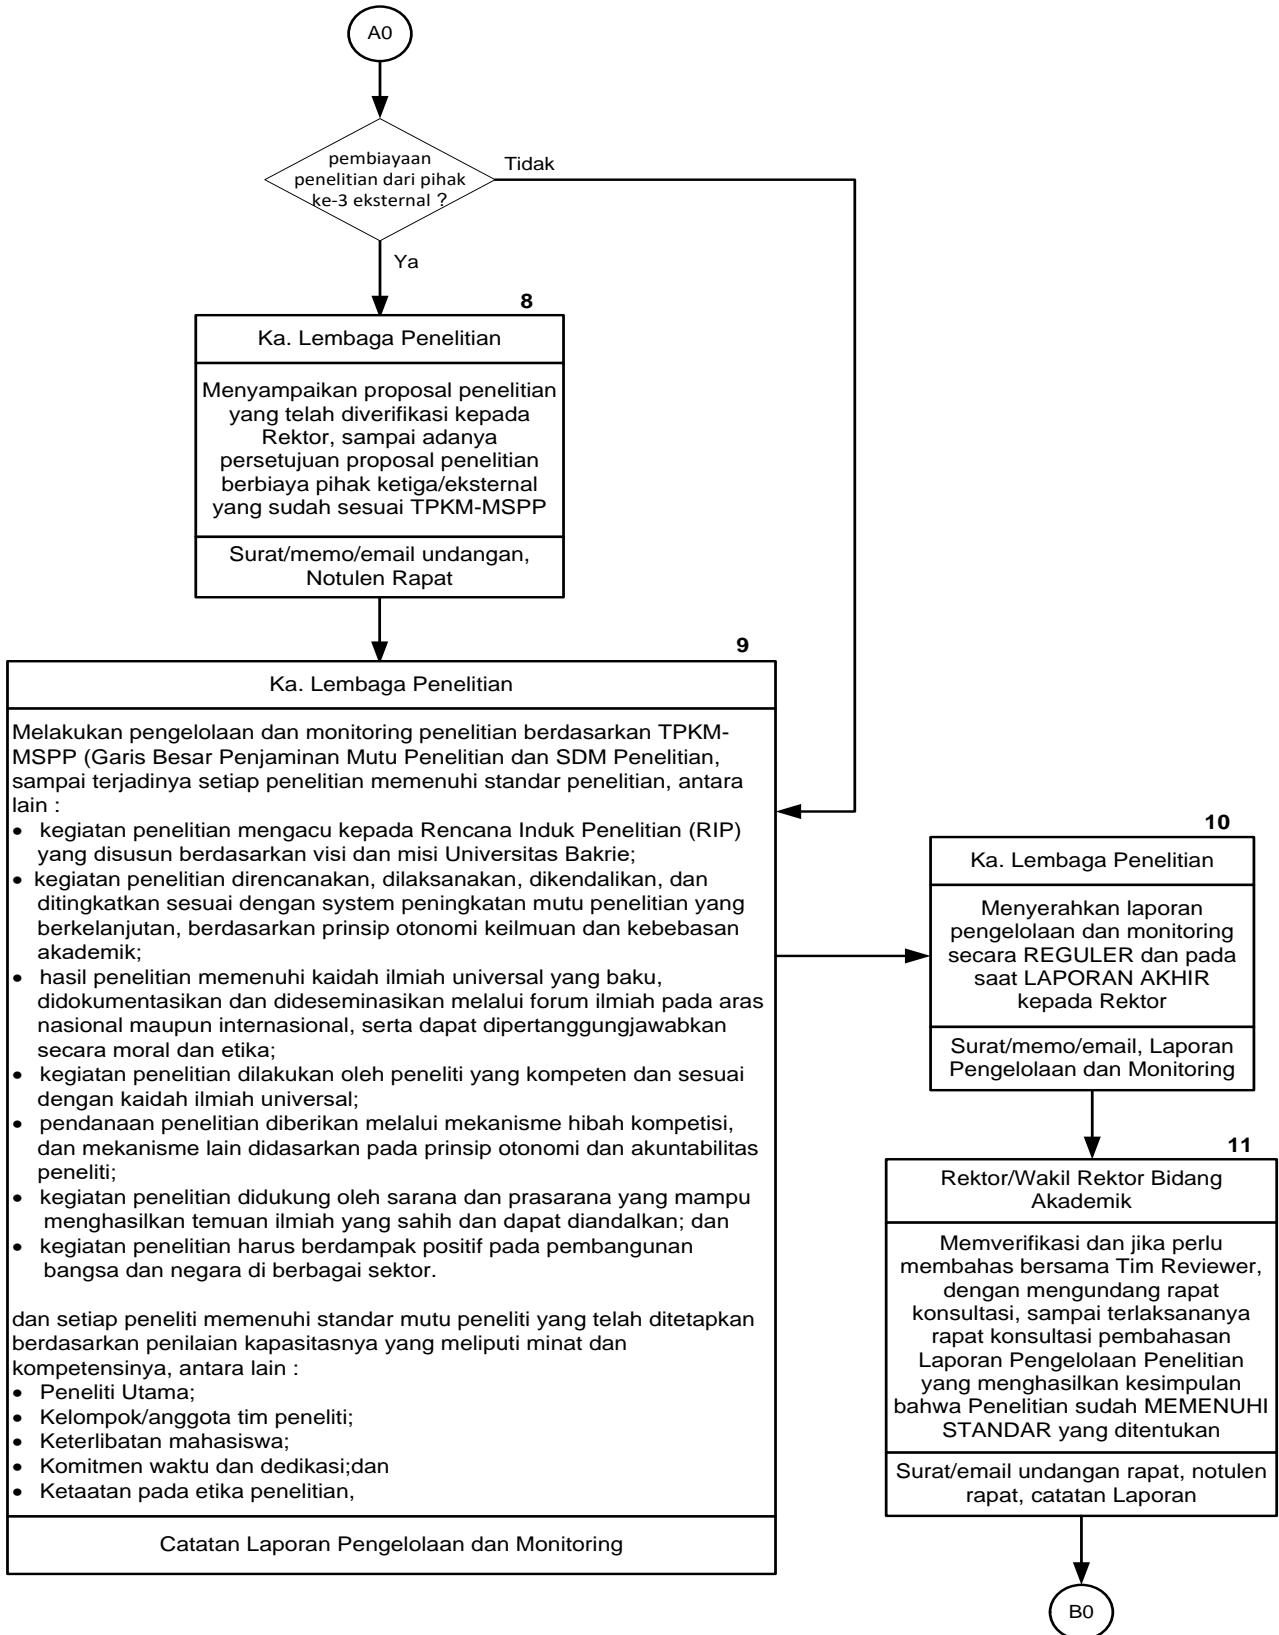 A0
pembiayaan
penelitian dari pihak
ke-3 eksternal ?
Tidak
Ya
8
Ka. Lembaga Penelitian
Menyampaikan proposal penelitian
yang telah diverifikasi kepada
Rektor, sampai adanya
persetujuan proposal penelitian
berbiaya pihak ketiga/eksternal
yang sudah sesuai TPKM-MSPP
Surat/memo/email undangan,
Notulen Rapat
9
Ka. Lembaga Penelitian
Melakukan pengelolaan dan monitoring penelitian berdasarkan TPKM-
MSPP (Garis Besar Penjaminan Mutu Penelitian dan SDM Penelitian,
sampai terjadinya setiap penelitian memenuhi standar penelitian, antara
lain :
• kegiatan penelitian mengacu kepada Rencana Induk Penelitian (RIP)
yang disusun berdasarkan visi dan misi Universitas Bakrie;
• kegiatan penelitian direncanakan, dilaksanakan, dikendalikan, dan
ditingkatkan sesuai dengan system peningkatan mutu penelitian yang
berkelanjutan, berdasarkan prinsip otonomi keilmuan dan kebebasan
akademik;
• hasil penelitian memenuhi kaidah ilmiah universal yang baku,
didokumentasikan dan dideseminasikan melalui forum ilmiah pada aras
nasional maupun internasional, serta dapat dipertanggungjawabkan
secara moral dan etika;
• kegiatan penelitian dilakukan oleh peneliti yang kompeten dan sesuai
dengan kaidah ilmiah universal;
• pendanaan penelitian diberikan melalui mekanisme hibah kompetisi,
dan mekanisme lain didasarkan pada prinsip otonomi dan akuntabilitas
peneliti;
• kegiatan penelitian didukung oleh sarana dan prasarana yang mampu
menghasilkan temuan ilmiah yang sahih dan dapat diandalkan; dan
• kegiatan penelitian harus berdampak positif pada pembangunan
bangsa dan negara di berbagai sektor.
dan setiap peneliti memenuhi standar mutu peneliti yang telah ditetapkan
berdasarkan penilaian kapasitasnya yang meliputi minat dan
kompetensinya, antara lain :
• Peneliti Utama;
• Kelompok/anggota tim peneliti;
• Keterlibatan mahasiswa;
• Komitmen waktu dan dedikasi;dan
• Ketaatan pada etika penelitian,
Catatan Laporan Pengelolaan dan Monitoring
10
Ka. Lembaga Penelitian
Menyerahkan laporan
pengelolaan dan monitoring
secara REGULER dan pada
saat LAPORAN AKHIR
kepada Rektor
Surat/memo/email, Laporan
Pengelolaan dan Monitoring
11
Rektor/Wakil Rektor Bidang
Akademik
Memverifikasi dan jika perlu
membahas bersama Tim Reviewer,
dengan mengundang rapat
konsultasi, sampai terlaksananya
rapat konsultasi pembahasan
Laporan Pengelolaan Penelitian
yang menghasilkan kesimpulan
bahwa Penelitian sudah MEMENUHI
STANDAR yang ditentukan
Surat/email undangan rapat, notulen
rapat, catatan Laporan
B0